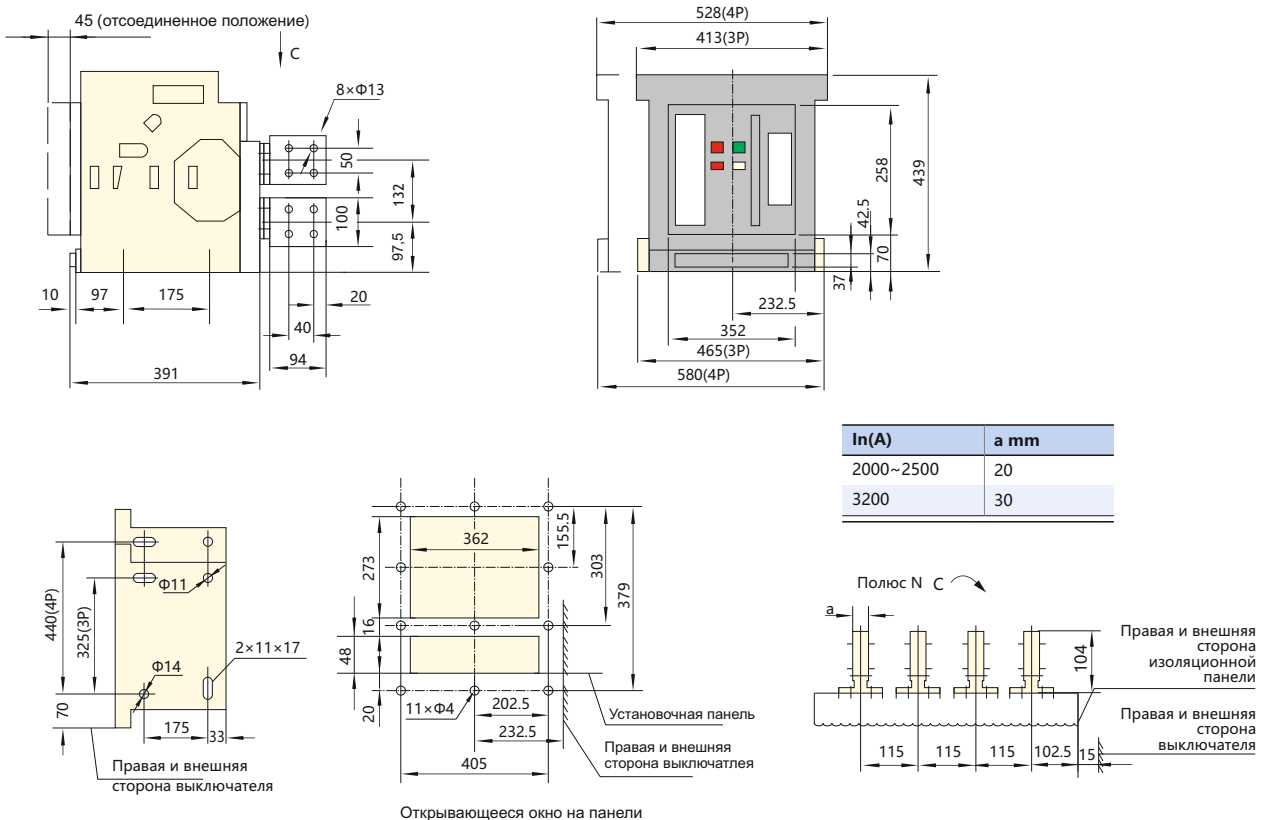 45 (отсоединенное положение)
C
8×Φ13
50
132
100
97,5
10
97
175
20
40
94
391
528(4P)
413(3P)
258
439
42.5
70
37
232.5
352
465(3P)
580(4P)
In(A)
a mm
2000~2500
20
3200
30
440(4P)
325(3P)
Φ11
Φ14
2×11×17
70
175
33
Правая и внешняя
сторона выключателя
362
273
155.5
303
379
16
48
20
11×Φ4
202.5
232.5
405
Установочная панель
Правая и внешняя
сторона выключатлея
Открывающееся окно на панели
Полюс N
C
a
104
115
115
115
102.5
15
Правая и внешняя
сторона
изоляционной
панели
Правая и внешняя
сторона
выключателя